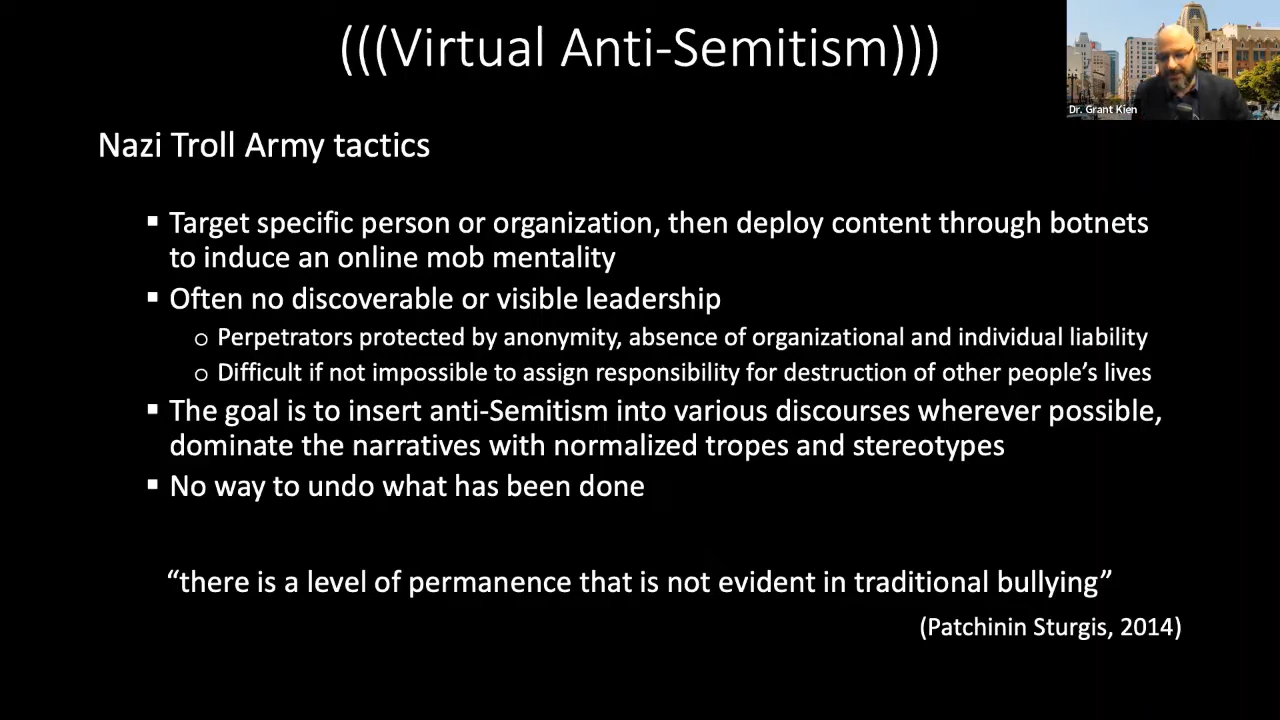 (((Virtual Anti-Semitism)))
Dr. Grant Kien
Nazi Troll Army tactics
▪ Target specific person or organization, then deploy content through botnets
to induce an online mob mentality
▪ Often no discoverable or visible leadership
o Perpetrators protected by anonymity, absence of organizational and individual liability
o Difficult if not impossible to assign responsibility for destruction of other people’s lives
▪ The goal is to insert anti-Semitism into various discourses wherever possible,
dominate the narratives with normalized tropes and stereotypes
▪ No way to undo what has been done
“there is a level of permanence that is not evident in traditional bullying”
(Patchinin Sturgis, 2014)